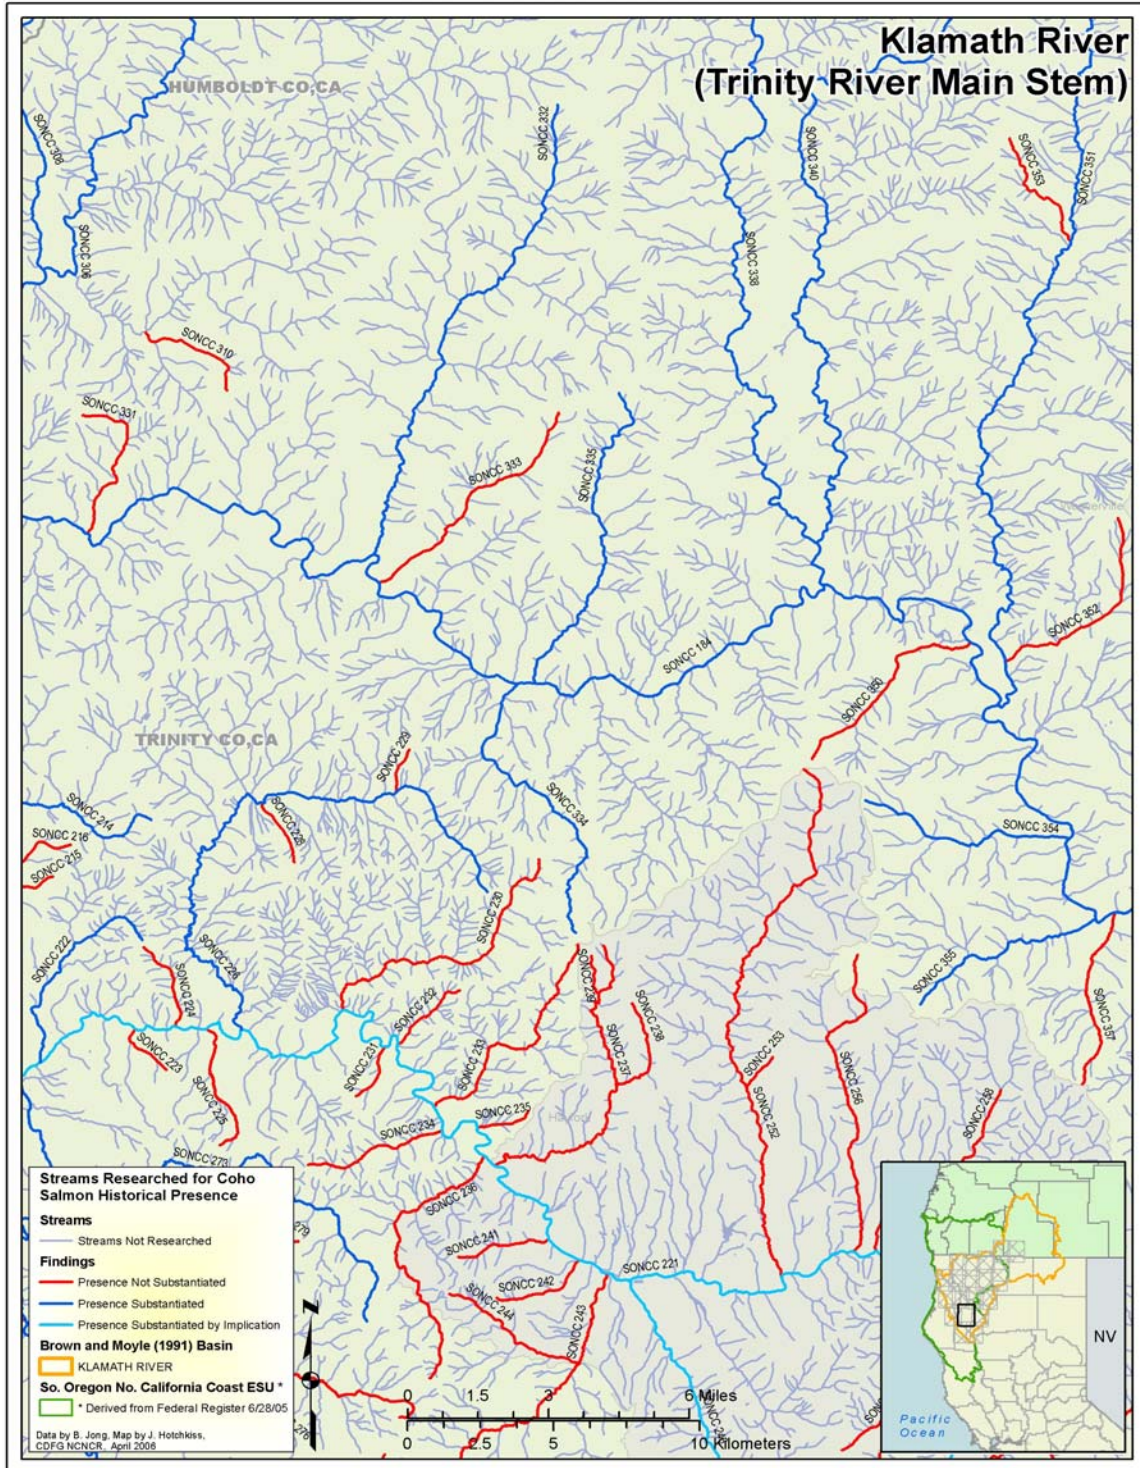 Klamath River
(Trinity River Main Stem)
HUMBOLDT CO,CA
SONCC 308
SONCC 306
SONCC 332
SONCC 340
SONCC 338
SONCC 353
SONCC 351
SONCC 310
SONCC 331
SONCC 333
SONCC 335
Weaverville
SONCC 352
SONCC 184
SONCC 350
TRINITY CO,CA
SONCC 229
SONCC 334
SONCC 214
SONCC 216
SONCC 215
SONCC 354
SONCC 230
SONCC 222
SONCC 224
SONCC 355
SONCC 239
SONCC 232
SONCC 238
SONCC 357
SONCC 223
SONCC 231
SONCC 233
SONCC 237
SONCC 253
SONCC 256
SONCC 225
SONCC 258
SONCC 235
SONCC 234
SONCC 252
SONCC 273
SONCC 236
SONCC 241
SONCC 221
SONCC 242
SONCC 244
SONCC 243
Streams Researched for Coho
Salmon Historical Presence
Streams
Streams Not Researched
Findings
Presence Not Substantiated
Presence Substantiated
Presence Substantiated by Implication
Brown and Moyle (1991) Basin
KLAMATH RIVER
So. Oregon No. California Coast ESU *
* Derived from Federal Register 6/28/05
Data by B. Jong, Map by J. Hotchkiss,
CDFG NCNCR, April 2006
Z
0 1.5 3 6 Miles
0 2.5 5 10 Kilometers
NV
Pacific
Ocean